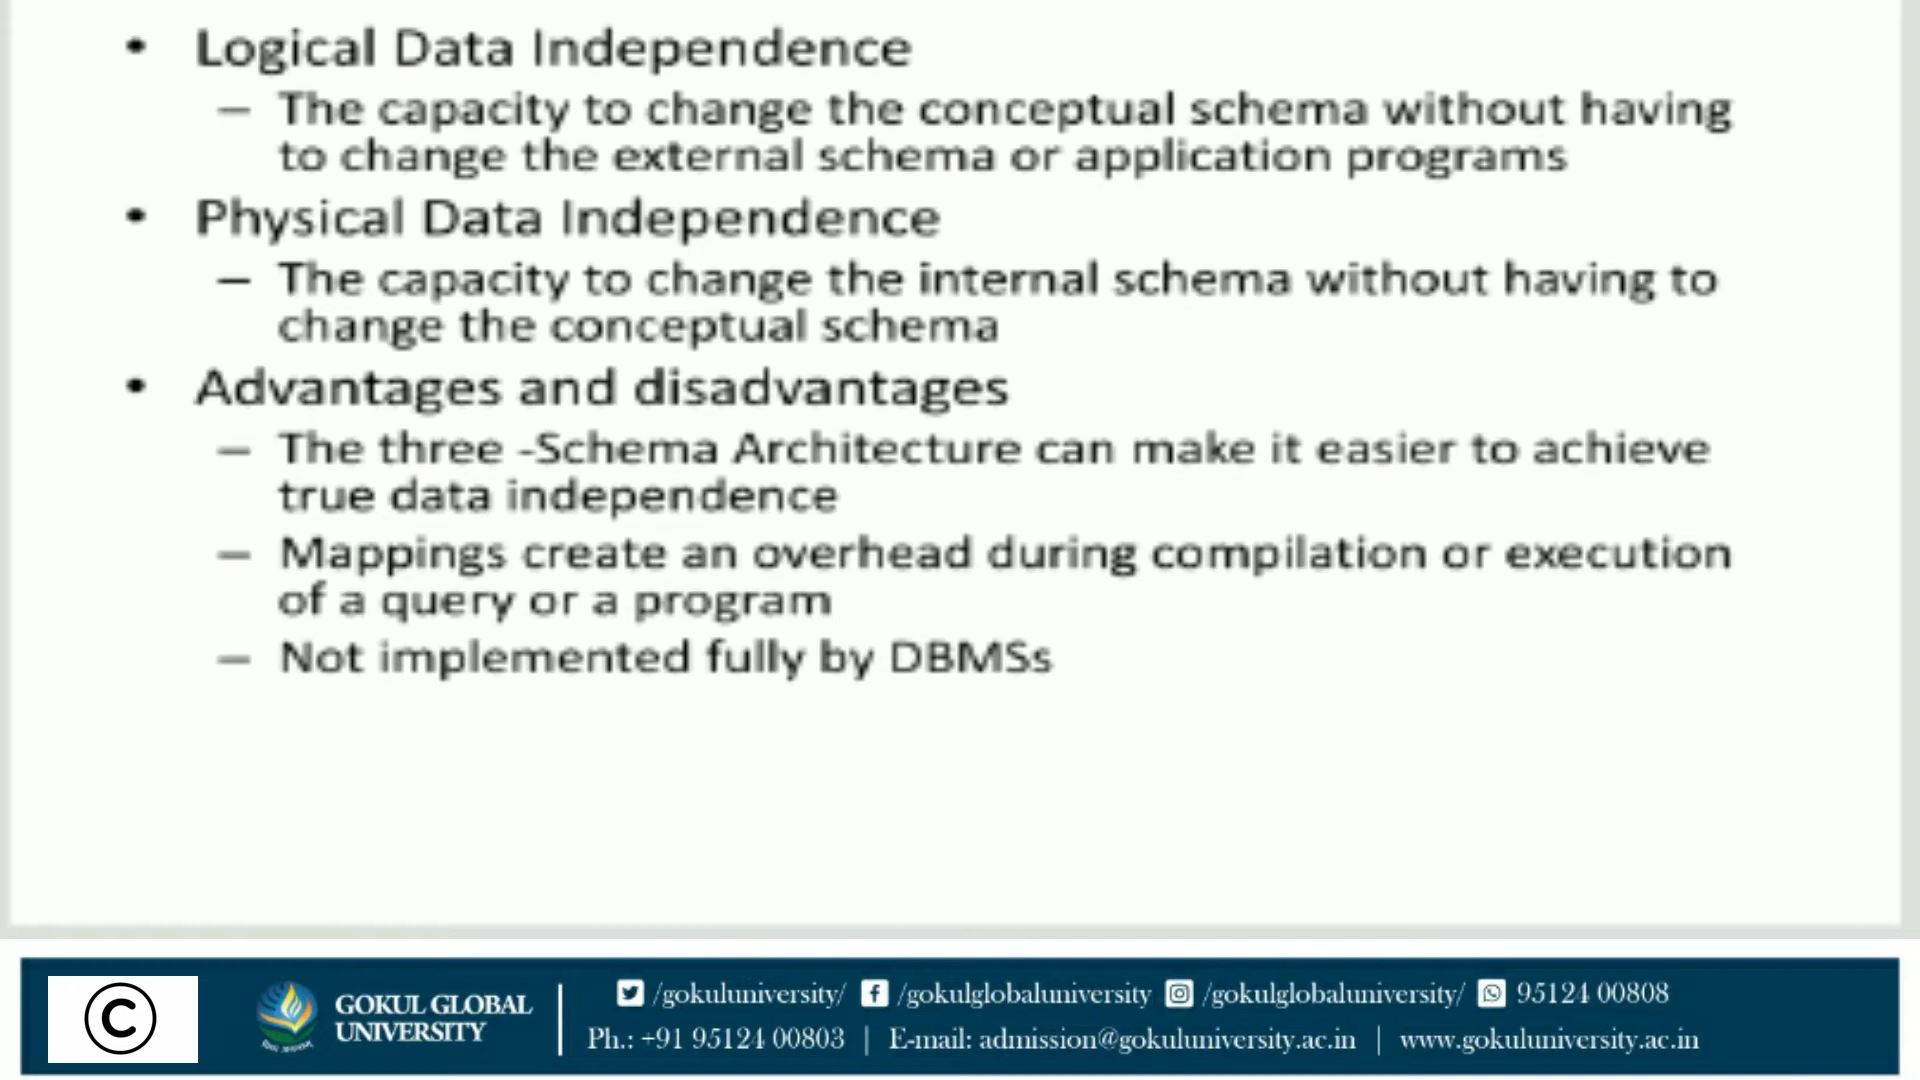 • Logical Data Independence
– The capacity to change the conceptual schema without having
to change the external schema or application programs
• Physical Data Independence
– The capacity to change the internal schema without having to
change the conceptual schema
• Advantages and disadvantages
– The three -Schema Architecture can make it easier to achieve
true data independence
– Mappings create an overhead during compilation or execution
of a query or a program
– Not implemented fully by DBMSs
©
GOKUL GLOBAL
UNIVERSITY
/gokuluniversity/ /gokulglobaluniversity /gokulglobaluniversity/ 95124 00808
Ph.: +91 95124 00803 | E-mail: admission@gokuluniversity.ac.in | www.gokuluniversity.ac.in